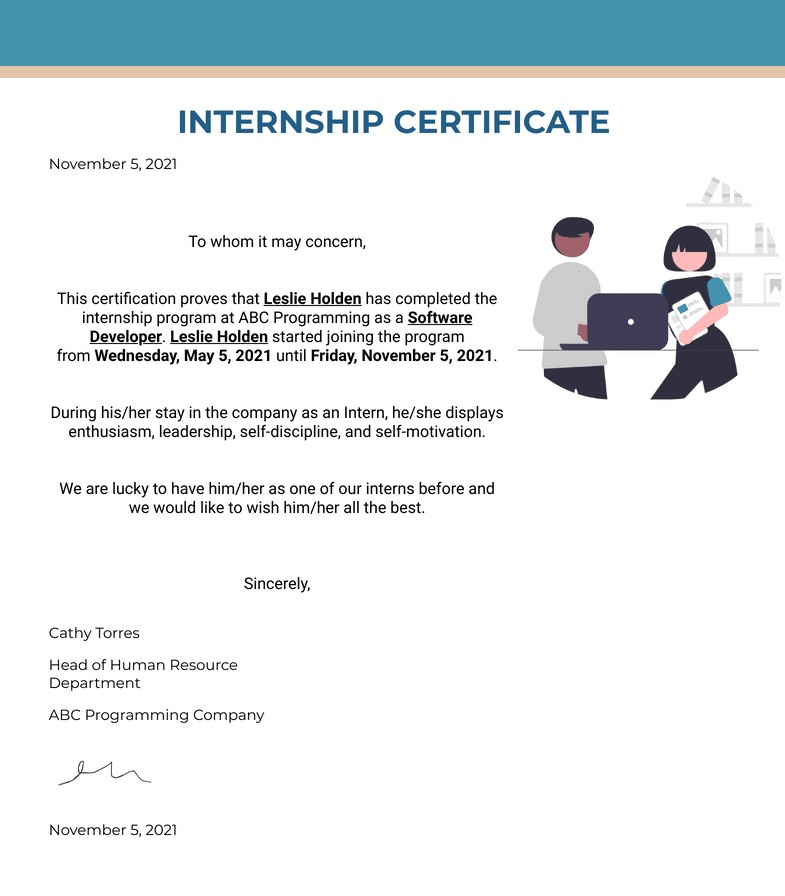 INTERNSHIP CERTIFICATE
November 5, 2021
To whom it may concern,
This certification proves that Leslie Holden has completed the
internship program at ABC Programming as a Software
Developer. Leslie Holden started joining the program
from Wednesday, May 5, 2021 until Friday, November 5, 2021.
During his/her stay in the company as an Intern, he/she displays
enthusiasm, leadership, self-discipline, and self-motivation.
We are lucky to have him/her as one of our interns before and
we would like to wish him/her all the best.
Sincerely,
Cathy Torres
Head of Human Resource
Department
ABC Programming Company
November 5, 2021